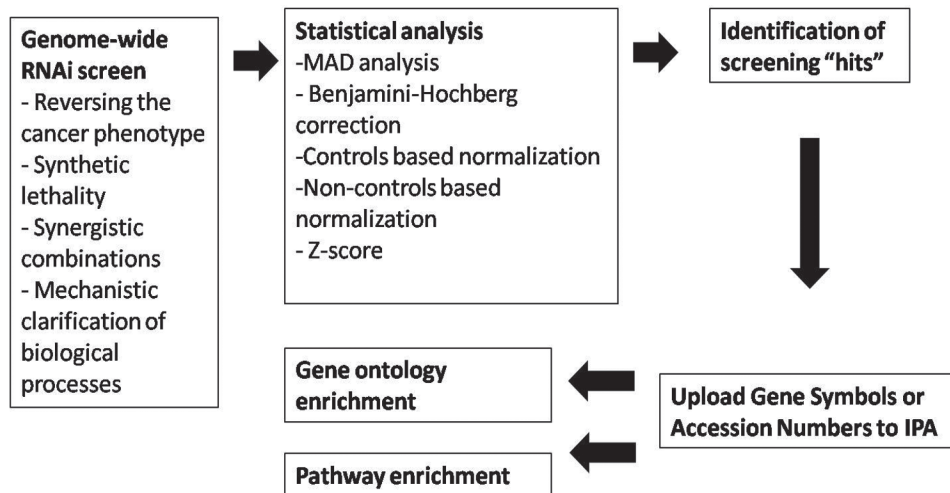 Genome-wide
RNAi screen
- Reversing the
cancer phenotype
- Synthetic
lethality
- Synergistic
combinations
- Mechanistic
clarification of
biological
processes
Statistical analysis
-MAD analysis
- Benjamini-Hochberg
correction
-Controls based normalization
-Non-controls based
normalization
- Z-score
Identification of
screening “hits”
Upload Gene Symbols or
Accession Numbers to IPA
Gene ontology
enrichment
Pathway enrichment